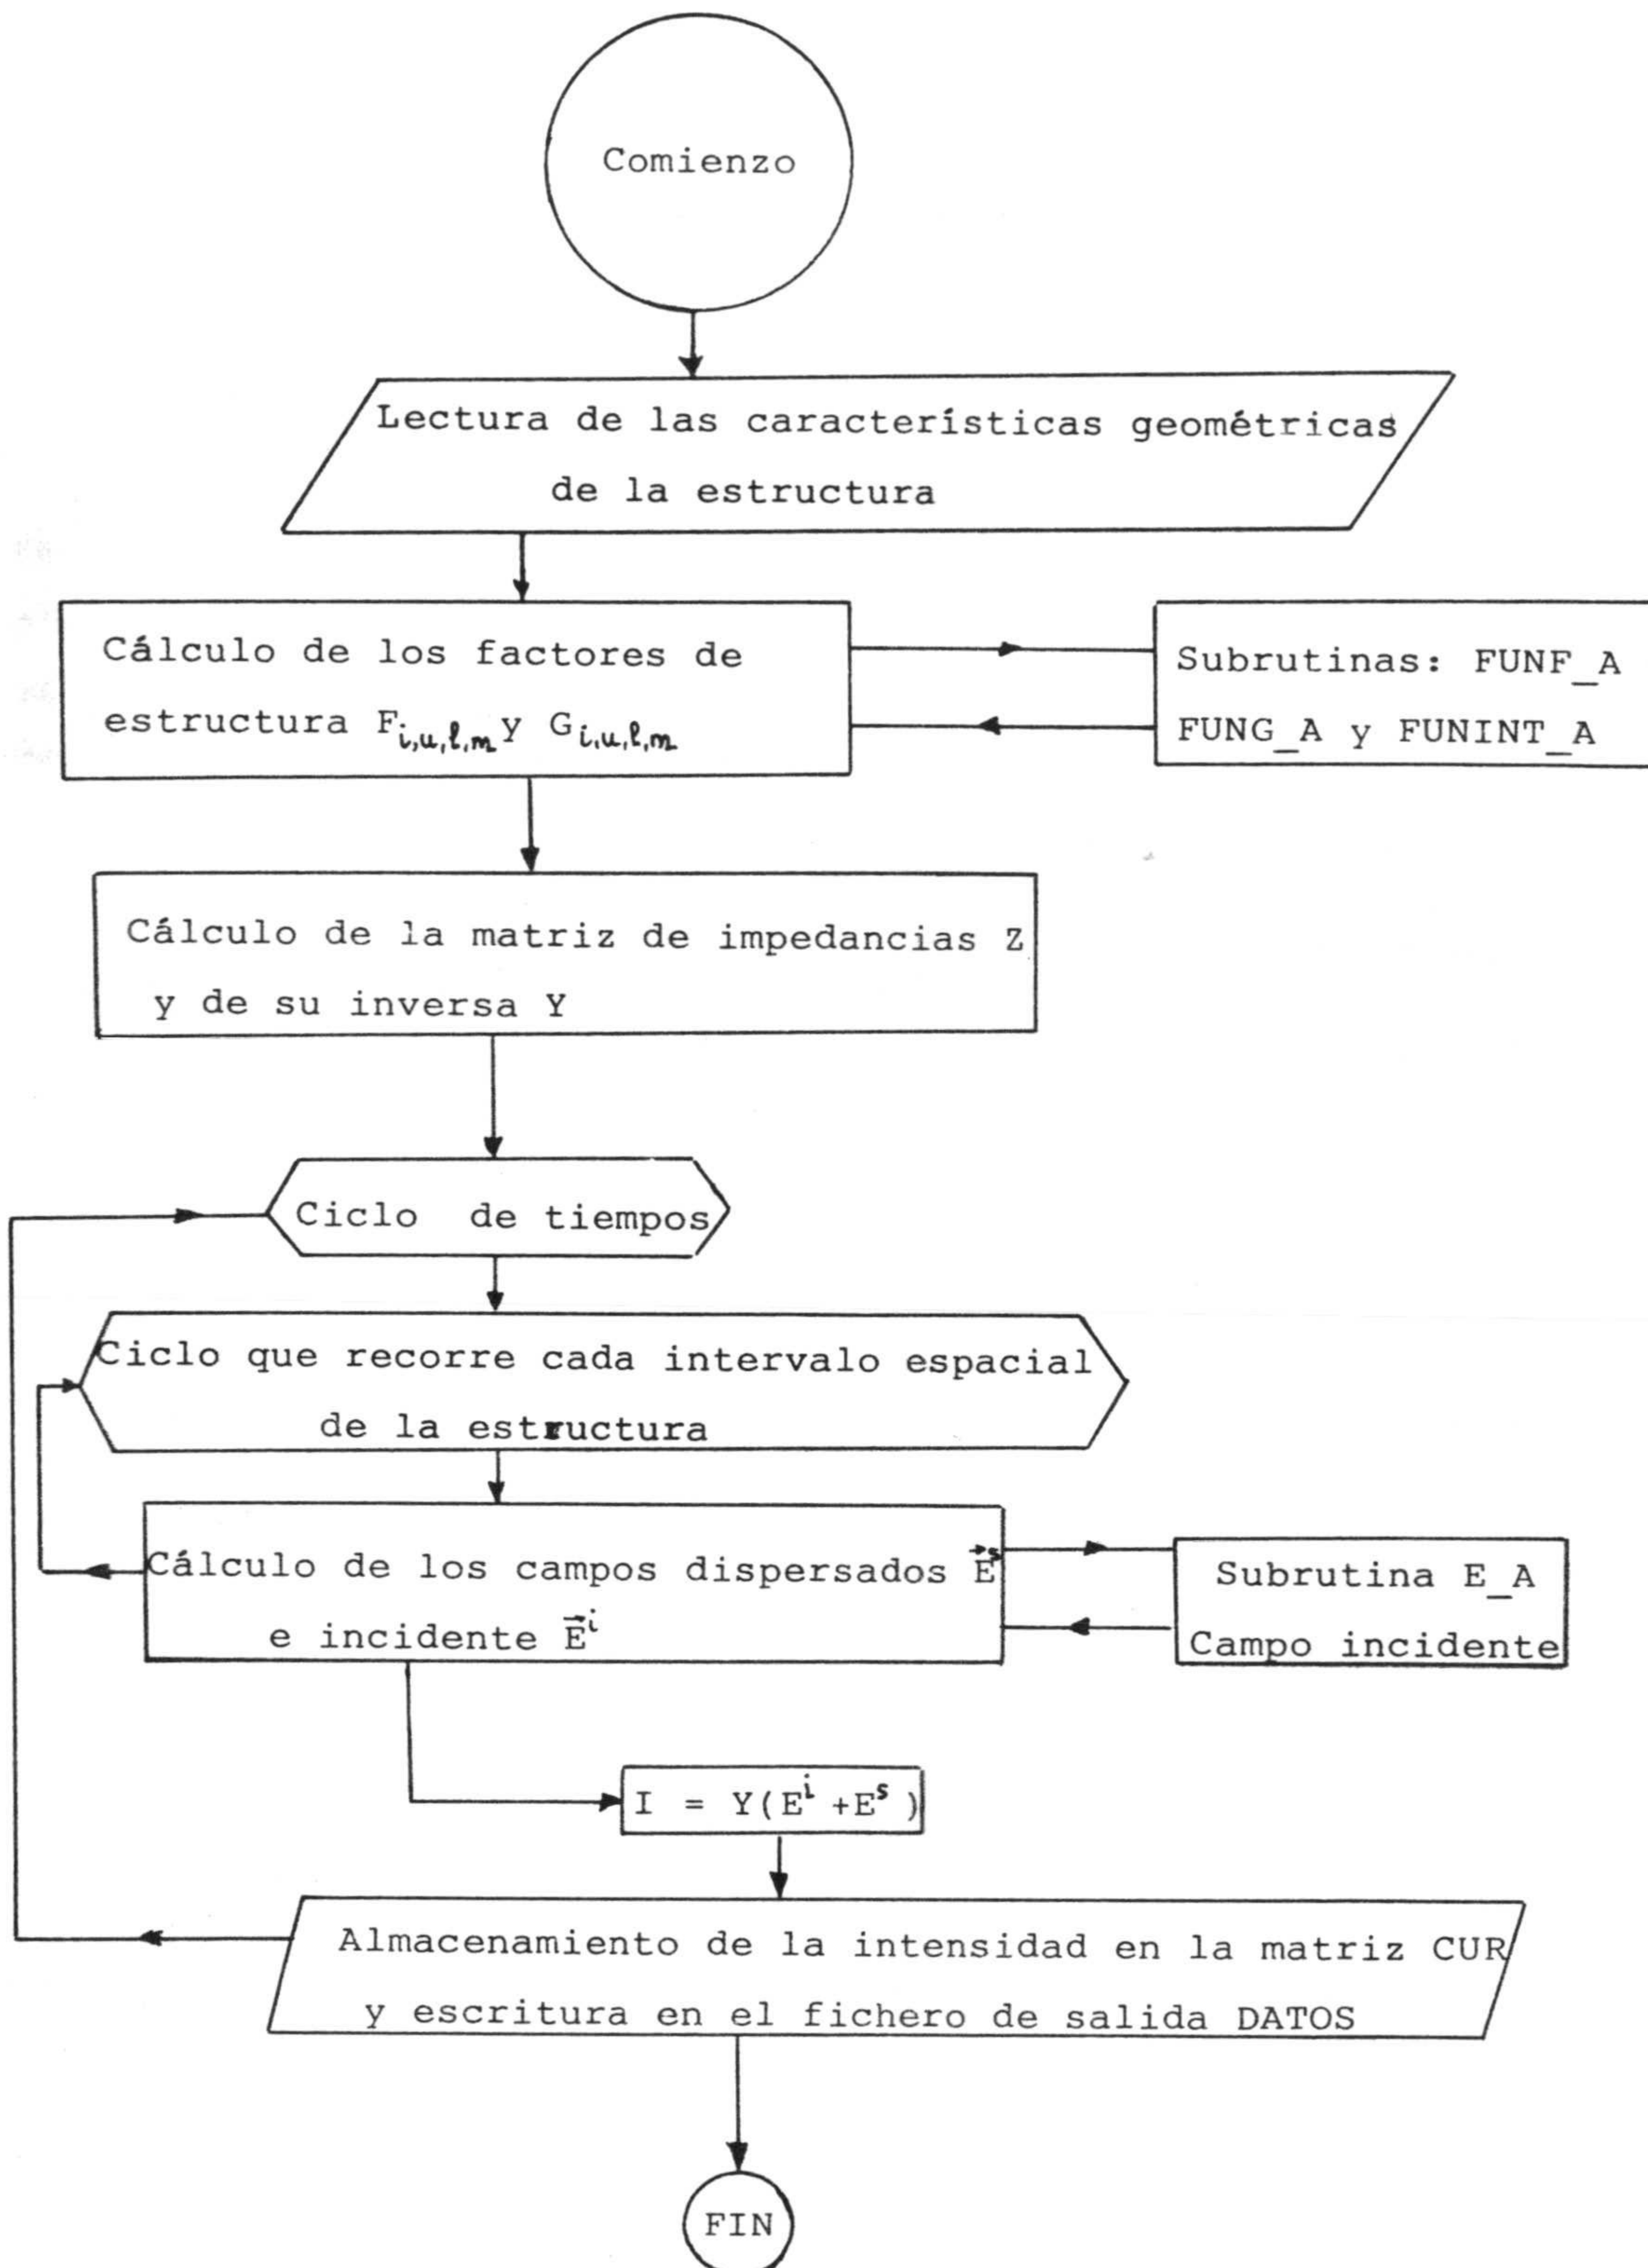 Comienzo
Lectura de las características geométricas
de la estructura
Cálculo de los factores de
estructura F i,u,l,m y G i,u,l,m
Subrutinas: FUNF_A
FUNG_A y FUNINT_A
Cálculo de la matriz de impedancias Z
y de su inversa Y
Ciclo de tiempos
Ciclo que recorre cada intervalo espacial
de la estructura
Cálculo de los campos dispersados E⃗ˢ
e incidente E⃗ⁱ
Subrutina E_A
Campo incidente
I = Y(Eⁱ +Eˢ )
Almacenamiento de la intensidad en la matriz CUR
y escritura en el fichero de salida DATOS
FIN